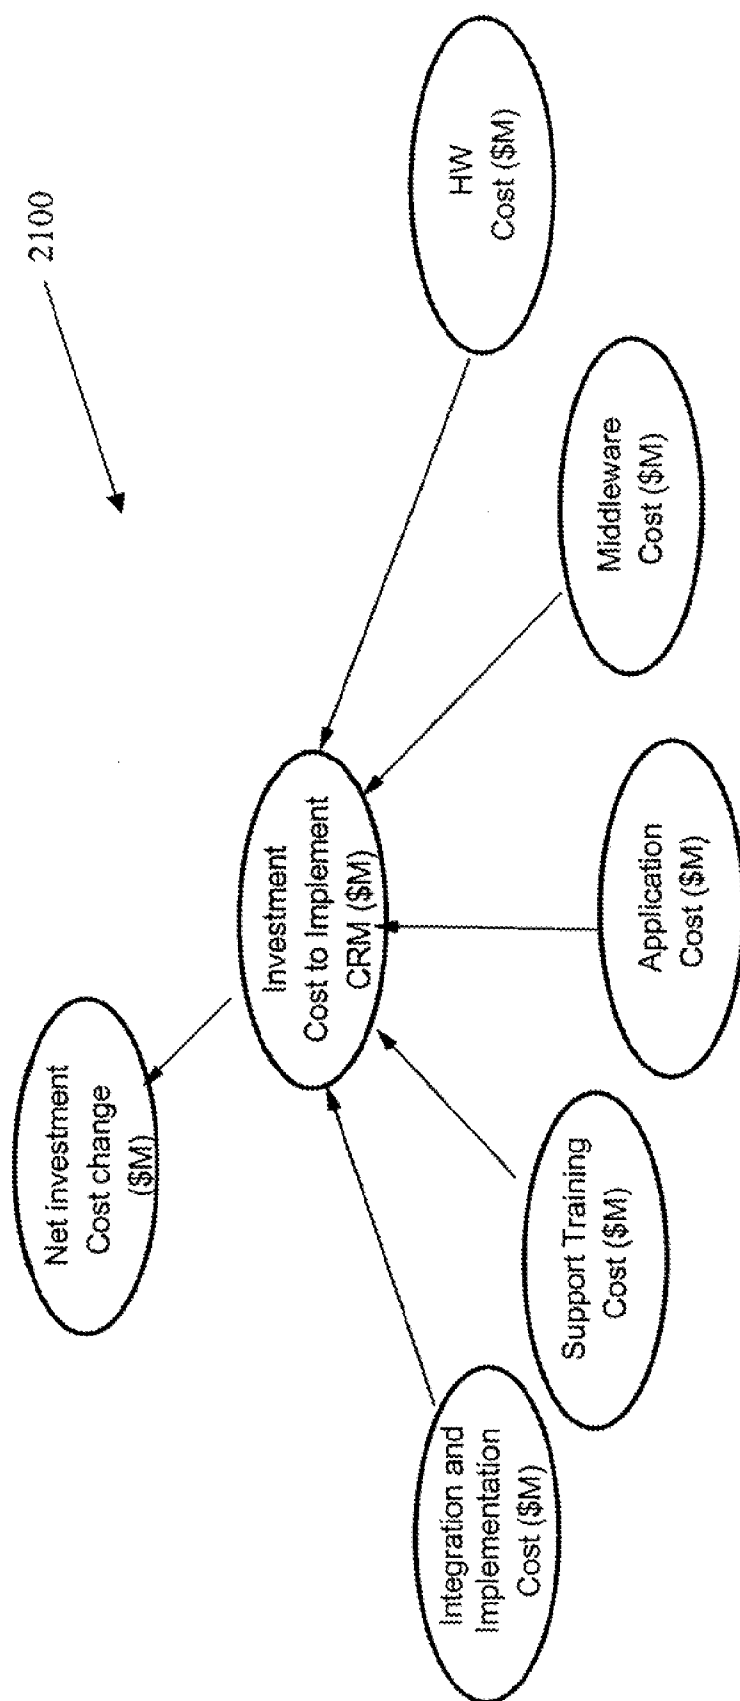 2100
Net investment
Cost change
($M)
Investment
Cost to Implement
CRM ($M)
Integration and
Implementation
Cost ($M)
Support Training
Cost ($M)
Application
Cost ($M)
Middleware
Cost ($M)
HW
Cost ($M)